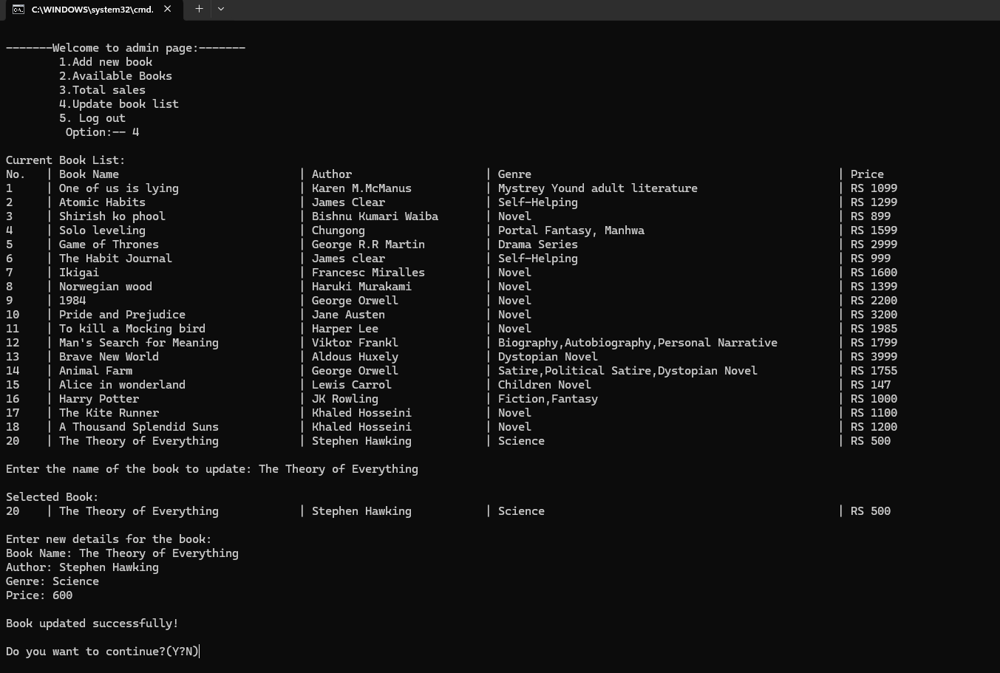 C:\WINDOWS\system32\cmd.
-------Welcome to admin page:-------
1.Add new book
2.Available Books
3.Total sales
4.Update book list
5. Log out
Option:-- 4
Current Book List:
No. | Book Name | Author | Genre | Price
1 | One of us is lying | Karen M.McManus | Mystrey Yound adult literature | RS 1099
2 | Atomic Habits | James Clear | Self-Helping | RS 1299
3 | Shirish ko phool | Bishnu Kumari Waiba | Novel | RS 899
4 | Solo leveling | Chungong | Portal Fantasy, Manhwa | RS 1599
5 | Game of Thrones | George R.R Martin | Drama Series | RS 2999
6 | The Habit Journal | James clear | Self-Helping | RS 999
7 | Ikigai | Francesc Miralles | Novel | RS 1600
8 | Norwegian wood | Haruki Murakami | Novel | RS 1399
9 | 1984 | George Orwell | Novel | RS 2200
10 | Pride and Prejudice | Jane Austen | Novel | RS 3200
11 | To kill a Mocking bird | Harper Lee | Novel | RS 1985
12 | Man's Search for Meaning | Viktor Frankl | Biography,Autobiography,Personal Narrative | RS 1799
13 | Brave New World | Aldous Huxely | Dystopian Novel | RS 3999
14 | Animal Farm | George Orwell | Satire,Political Satire,Dystopian Novel | RS 1755
15 | Alice in wonderland | Lewis Carrol | Children Novel | RS 147
16 | Harry Potter | JK Rowling | Fiction,Fantasy | RS 1000
17 | The Kite Runner | Khaled Hosseini | Novel | RS 1100
18 | A Thousand Splendid Suns | Khaled Hosseini | Novel | RS 1200
20 | The Theory of Everything | Stephen Hawking | Science | RS 500
Enter the name of the book to update: The Theory of Everything
Selected Book:
20 | The Theory of Everything | Stephen Hawking | Science | RS 500
Enter new details for the book:
Book Name: The Theory of Everything
Author: Stephen Hawking
Genre: Science
Price: 600
Book updated successfully!
Do you want to continue?(Y?N)